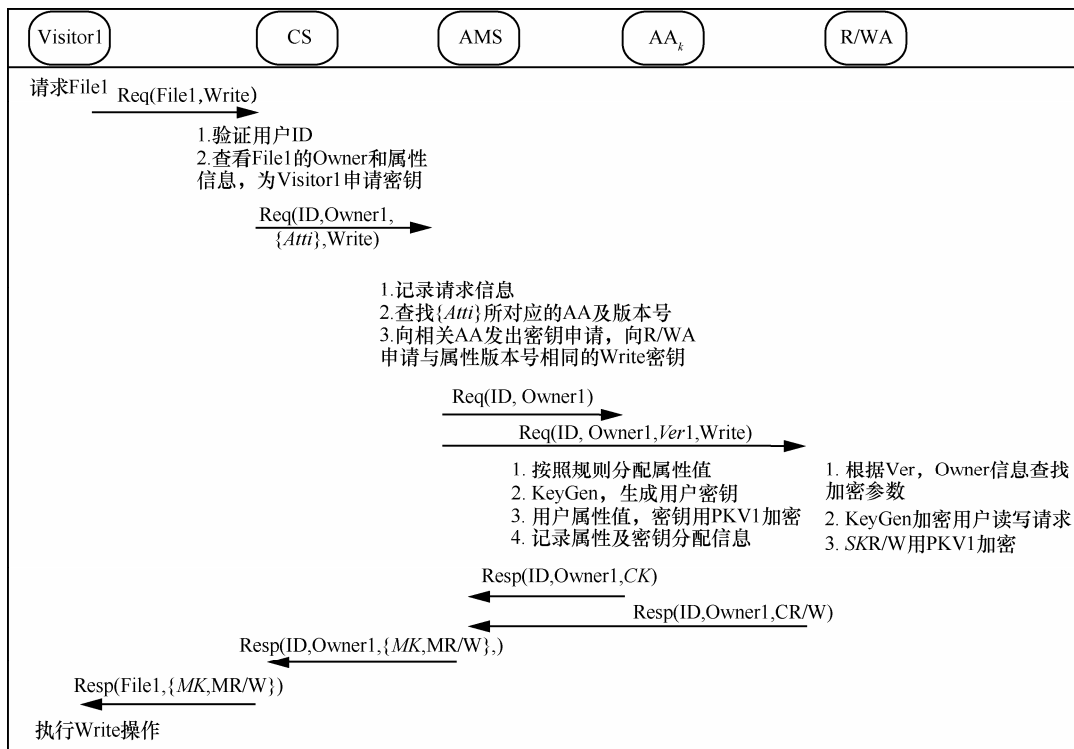 Visitor1
CS
AMS
AAk
R/WA
请求File1
Req(File1,Write)
1.验证用户ID
2.查看File1的Owner和属性
信息，为Visitor1申请密钥
Req(ID,Owner1,
{Atti},Write)
1.记录请求信息
2.查找{Atti}所对应的AA及版本号
3.向相关AA发出密钥申请，向R/WA
申请与属性版本号相同的Write密钥
Req(ID, Owner1)
Req(ID, Owner1,Ver1,Write)
1. 按照规则分配属性值
2. KeyGen，生成用户密钥
3. 用户属性值，密钥用PKV1加密
4. 记录属性及密钥分配信息
1. 根据Ver，Owner信息查找
加密参数
2. KeyGen加密用户读写请求
3. SKR/W用PKV1加密
Resp(ID,Owner1,CK)
Resp(ID,Owner1,CR/W)
Resp(ID,Owner1,{MK,MR/W},)
Resp(File1,{MK,MR/W})
执行Write操作